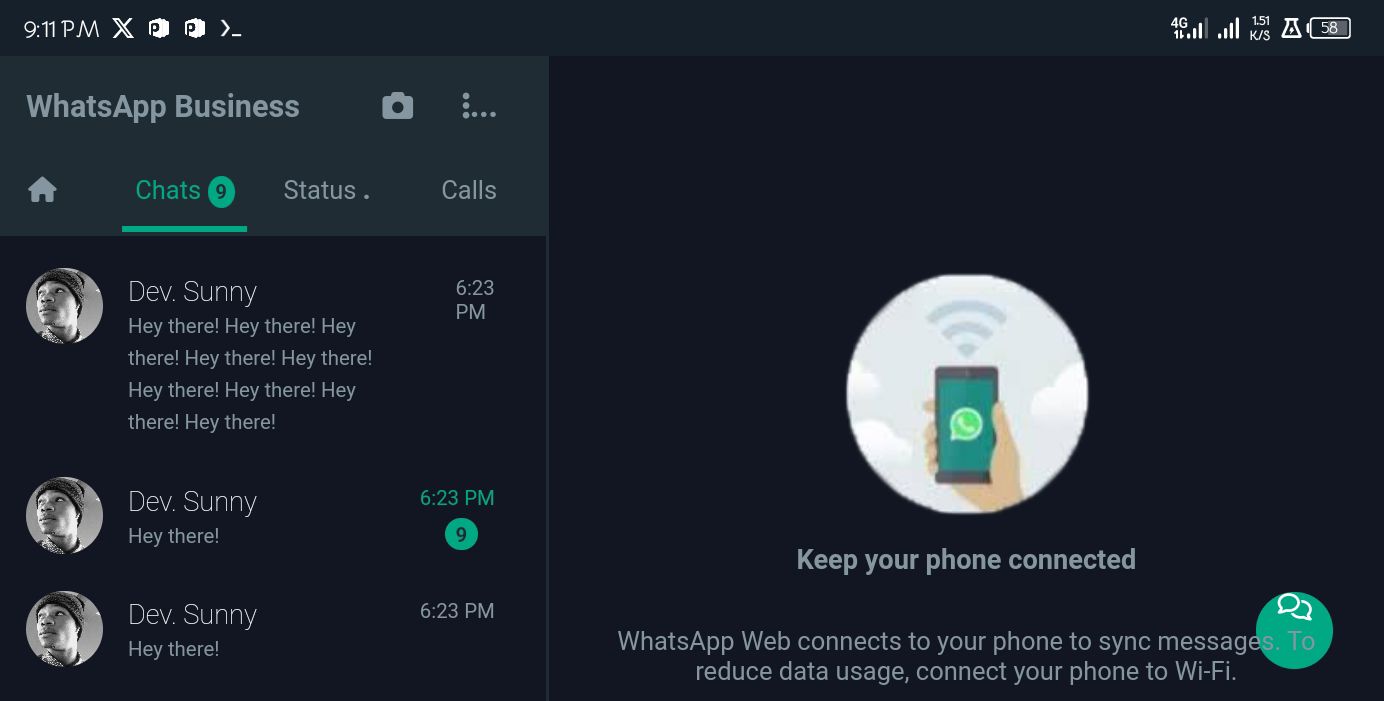 9:11 PM
4G
1.51
K/S
58
WhatsApp Business
Chats 9 Status . Calls
Dev. Sunny
6:23
PM
Hey there! Hey there! Hey
there! Hey there! Hey there!
Hey there! Hey there! Hey
there! Hey there!
Dev. Sunny
6:23 PM
Hey there!
9
Dev. Sunny
6:23 PM
Hey there!
Keep your phone connected
WhatsApp Web connects to your phone to sync messages. To
reduce data usage, connect your phone to Wi-Fi.